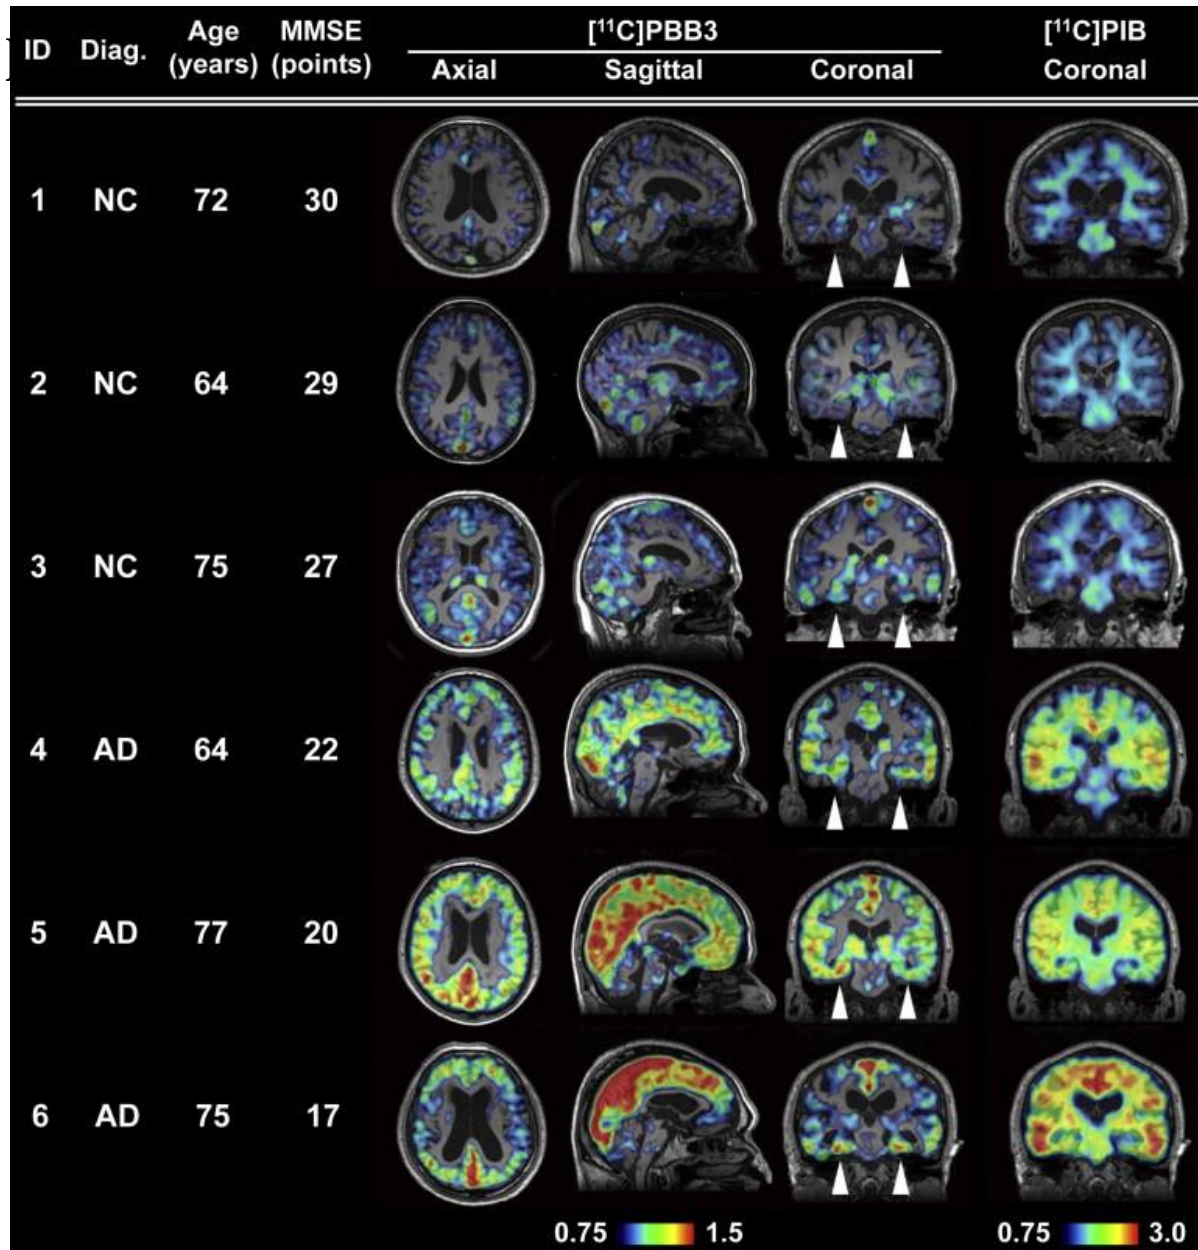 ID Diag. Age (years) MMSE (points) [¹¹C]PBB3 [¹¹C]PIB
Axial Sagittal Coronal Coronal
1 NC 72 30
2 NC 64 29
3 NC 75 27
4 AD 64 22
5 AD 77 20
6 AD 75 17
0.75 1.5 0.75 3.0